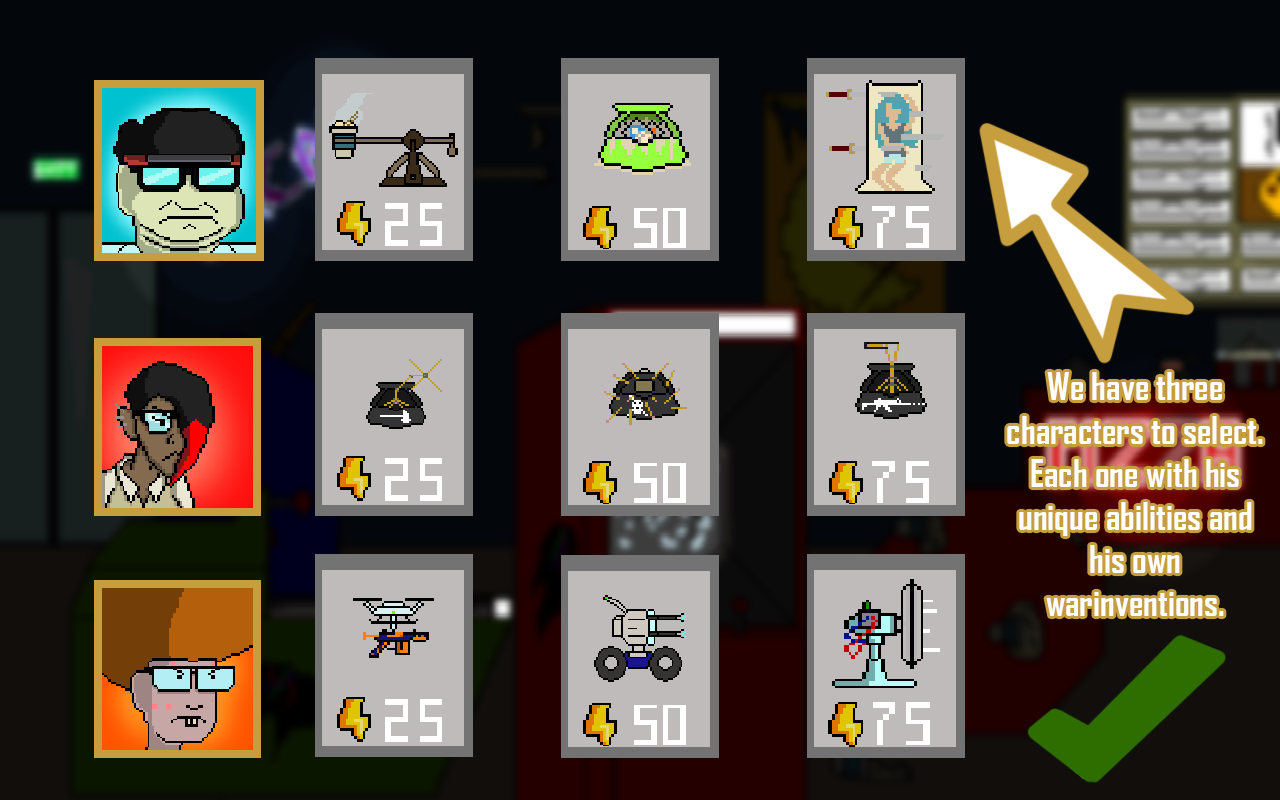 25
50
75
25
50
75
25
50
75
We have three
characters to select.
Each one with his
unique abilities and
his own
warinventions.